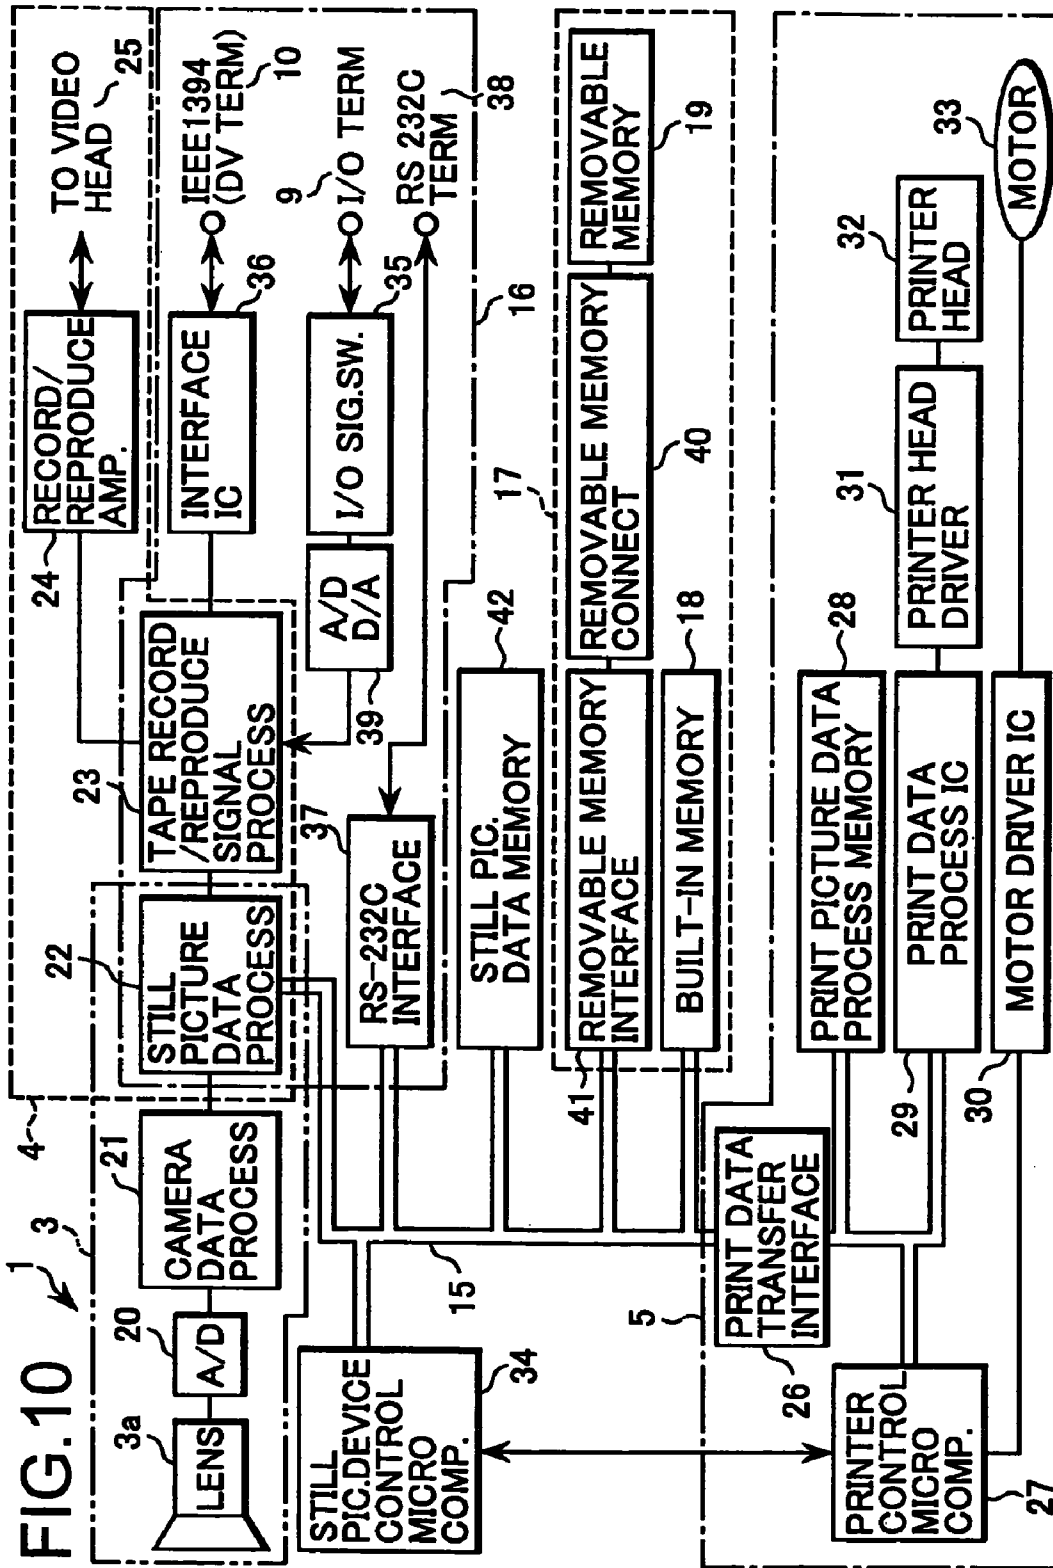 FIG.10
1
3
4
3a
LENS
20
A/D
21
CAMERA
DATA
PROCESS
22
STILL
PICTURE
DATA
PROCESS
23
TAPE RECORD
/REPRODUCE
SIGNAL
PROCESS
24
RECORD/
REPRODUCE
AMP.
TO VIDEO
HEAD
25
INTERFACE
IC
36
IEEE1394
(DV TERM)
10
A/D
D/A
39
I/O SIG.SW.
35
9
I/O TERM
RS 232C
TERM
38
37
RS-232C
INTERFACE
16
STILL
PIC.DEVICE
CONTROL
MICRO
COMP.
34
15
STILL PIC.
DATA MEMORY
42
17
41
REMOVABLE MEMORY
INTERFACE
REMOVABLE MEMORY
CONNECT
40
REMOVABLE
MEMORY
19
BUILT-IN MEMORY
18
5
PRINT DATA
TRANSFER
INTERFACE
26
PRINTER
CONTROL
MICRO
COMP.
27
PRINT PICTURE DATA
PROCESS MEMORY
28
PRINT DATA
PROCESS IC
29
PRINTER HEAD
DRIVER
31
PRINTER
HEAD
32
MOTOR DRIVER IC
30
MOTOR
33